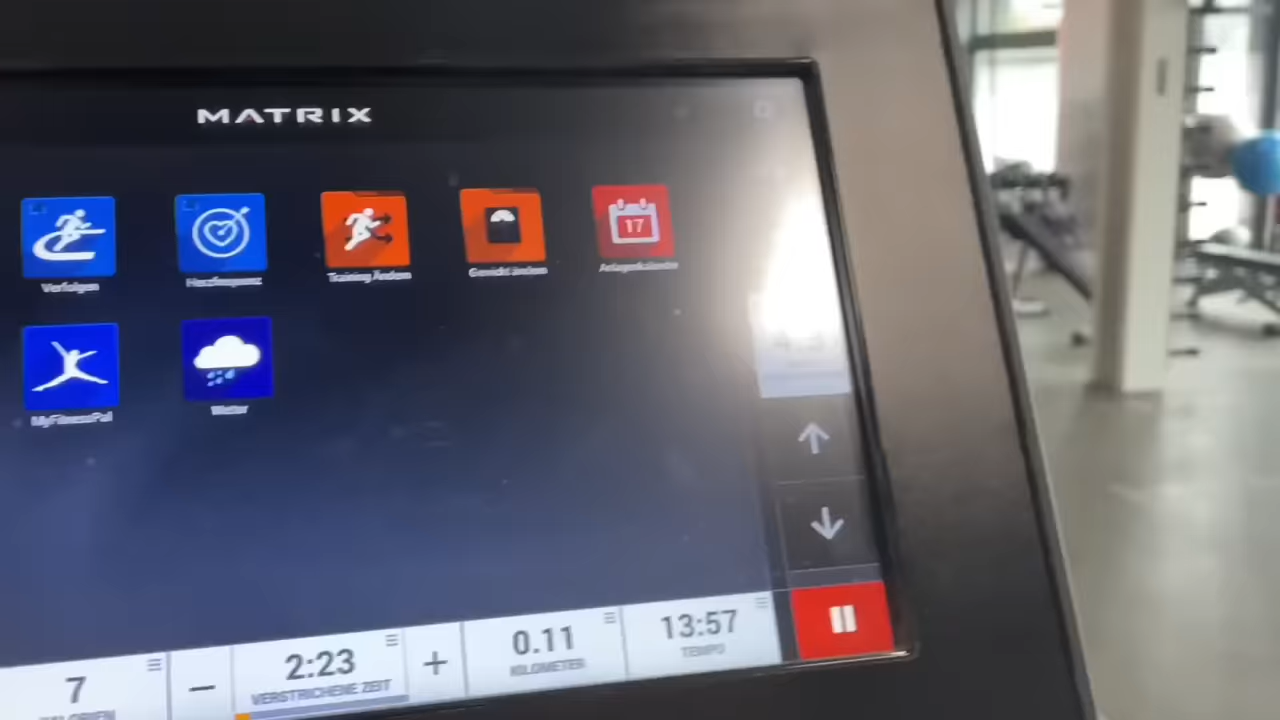 MATRIX
Verfolgen
Herzfrequenz
Training Ändern
Gewicht ändern
17
MyFitnessPal
Wetter
7
−
2:23
VERSTRICHENE ZEIT
+
0.11
KILOMETER
13:57
TEMPO